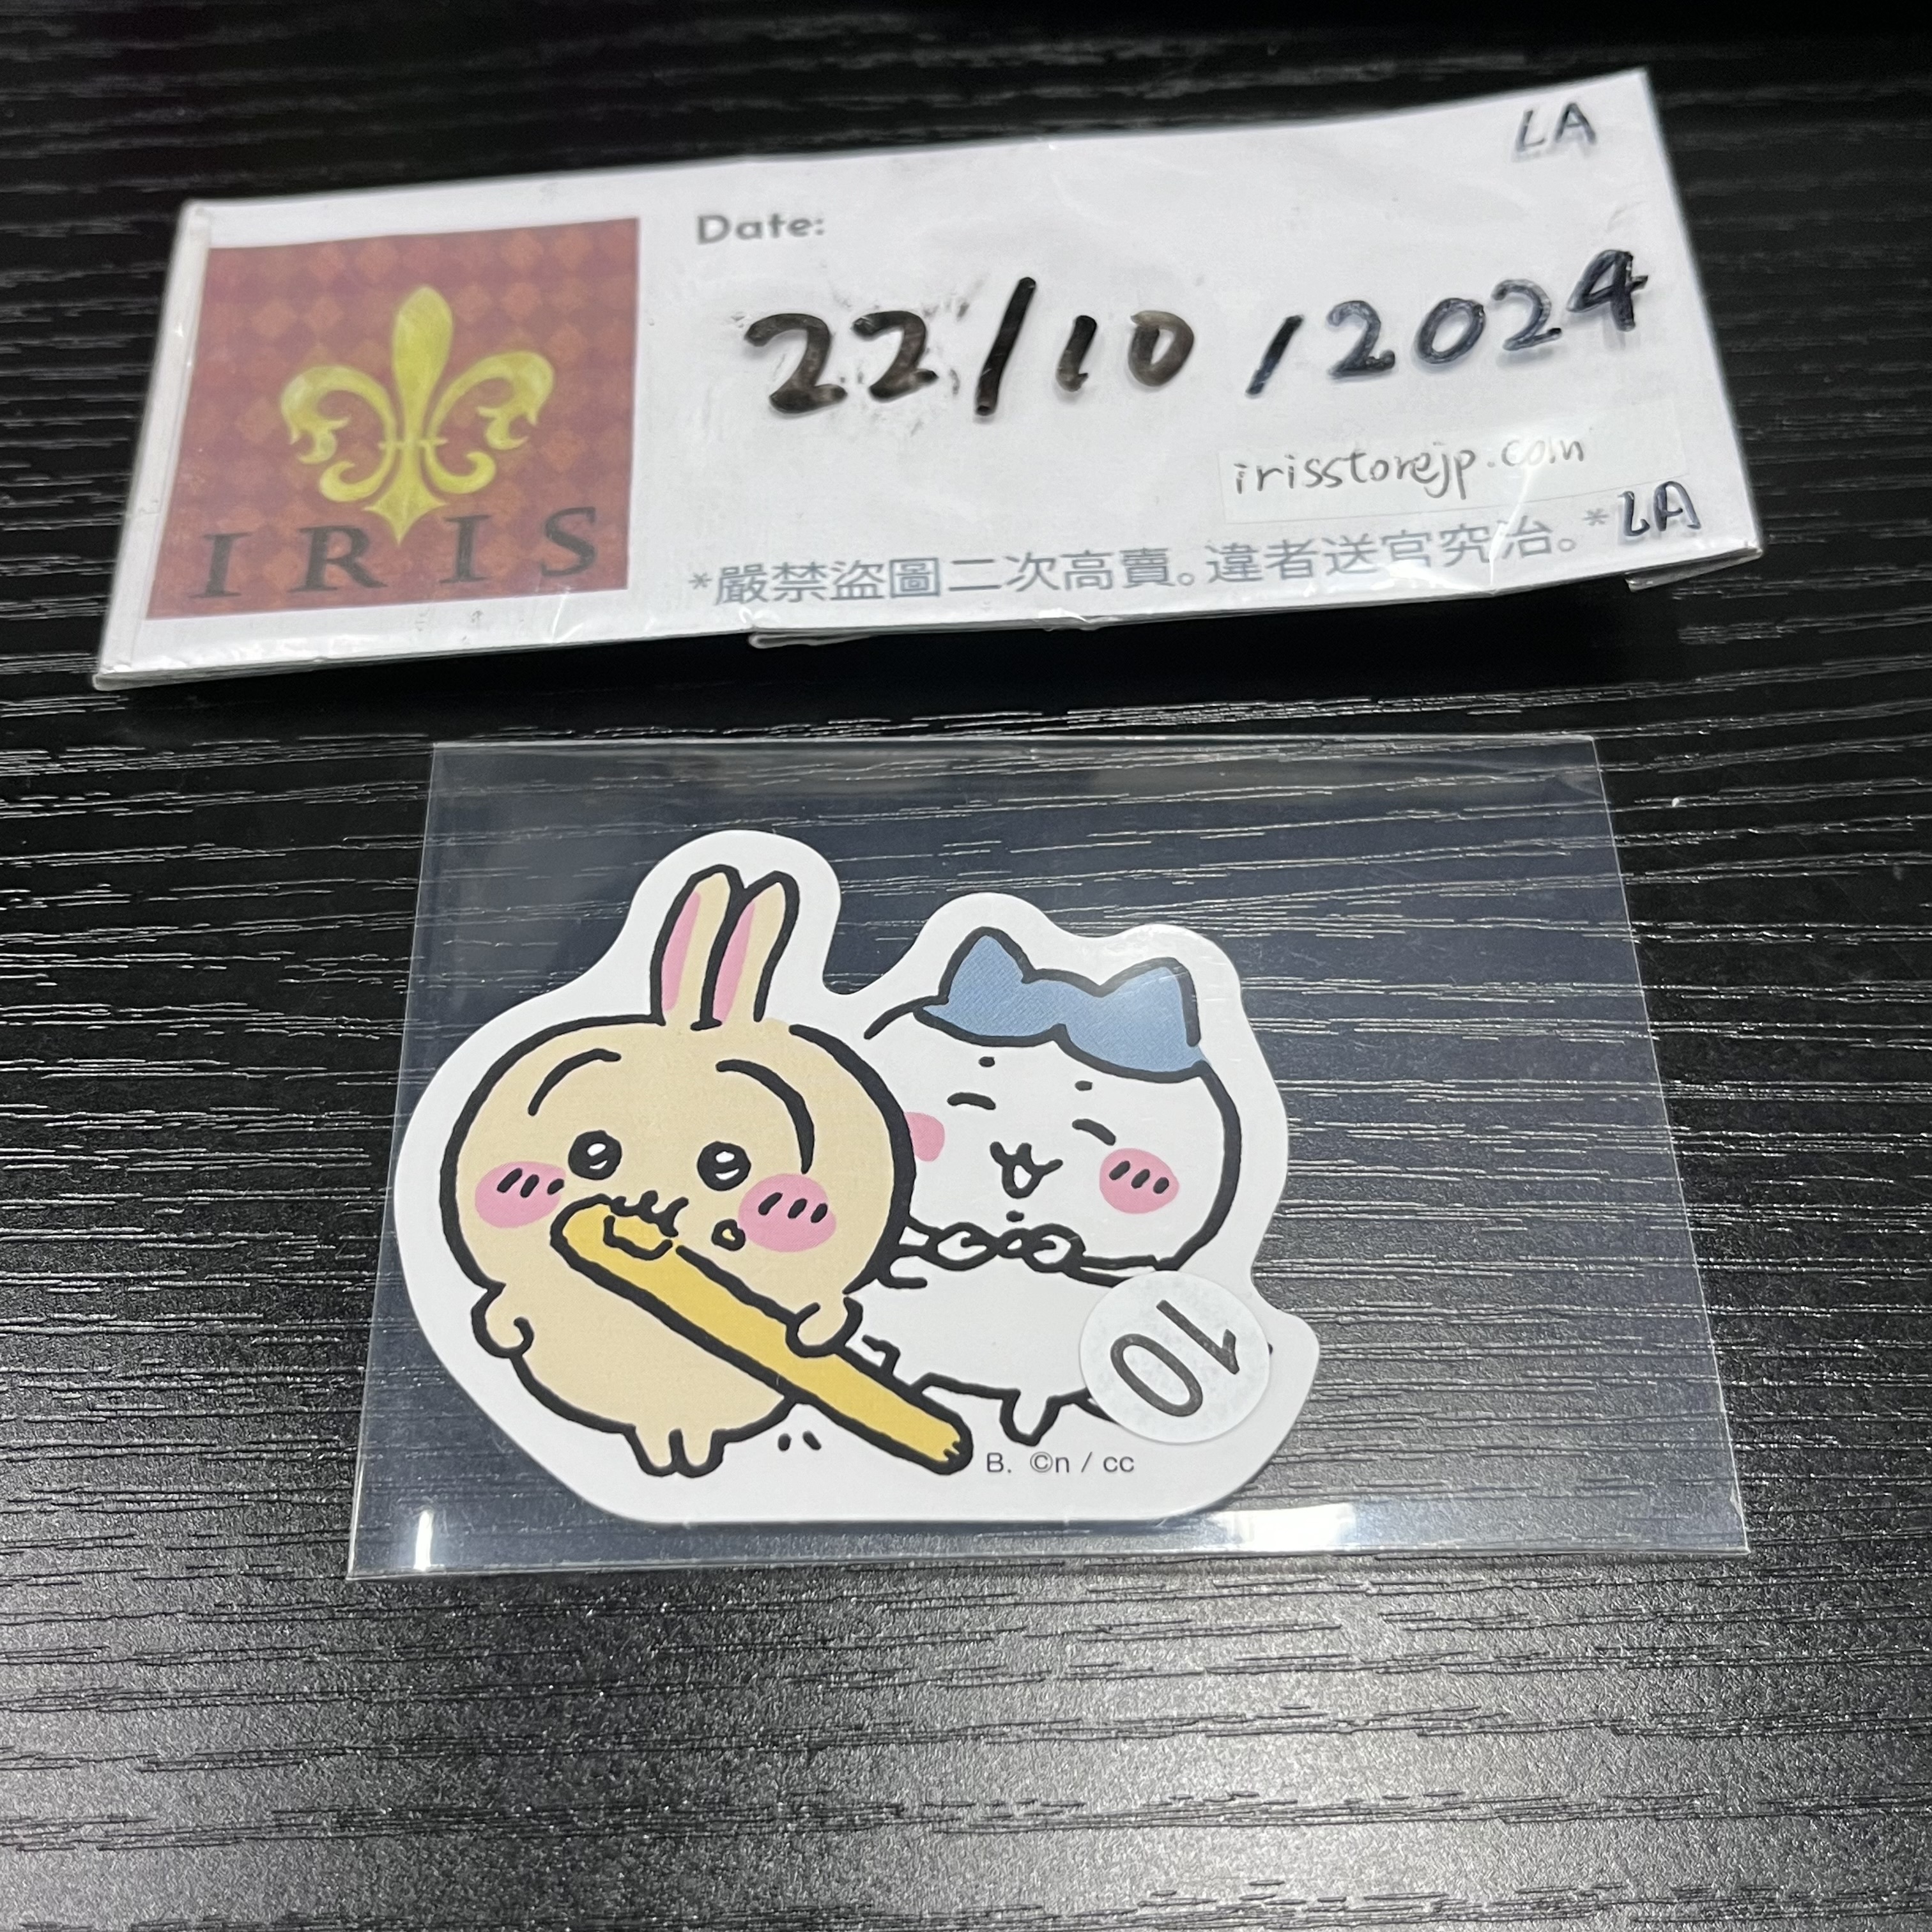 LA
Date:
22/10/2024
irisstorejp.com
IRIS
*嚴禁盜圖二次高賣。違者送官究治。*LA
10
B. ©n / cc